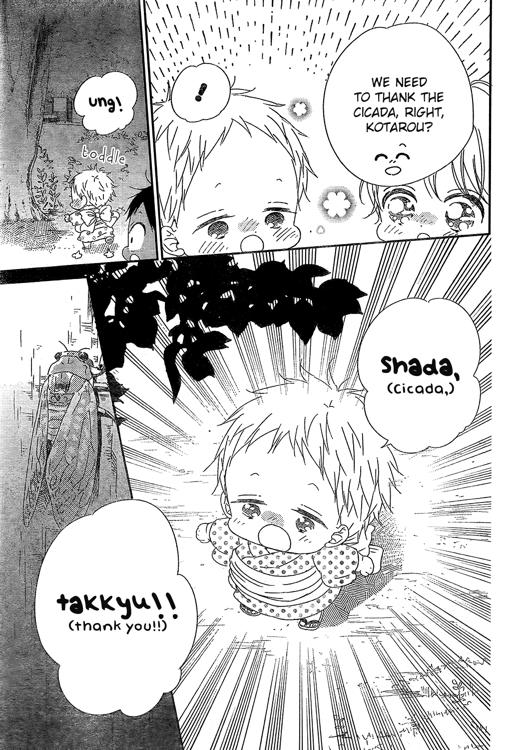 WE NEED
TO THANK THE
CICADA, RIGHT,
KOTAROU?
!
ung!
toddle
Shada,
(Cicada,)
takkyu!!
(thank you!!)